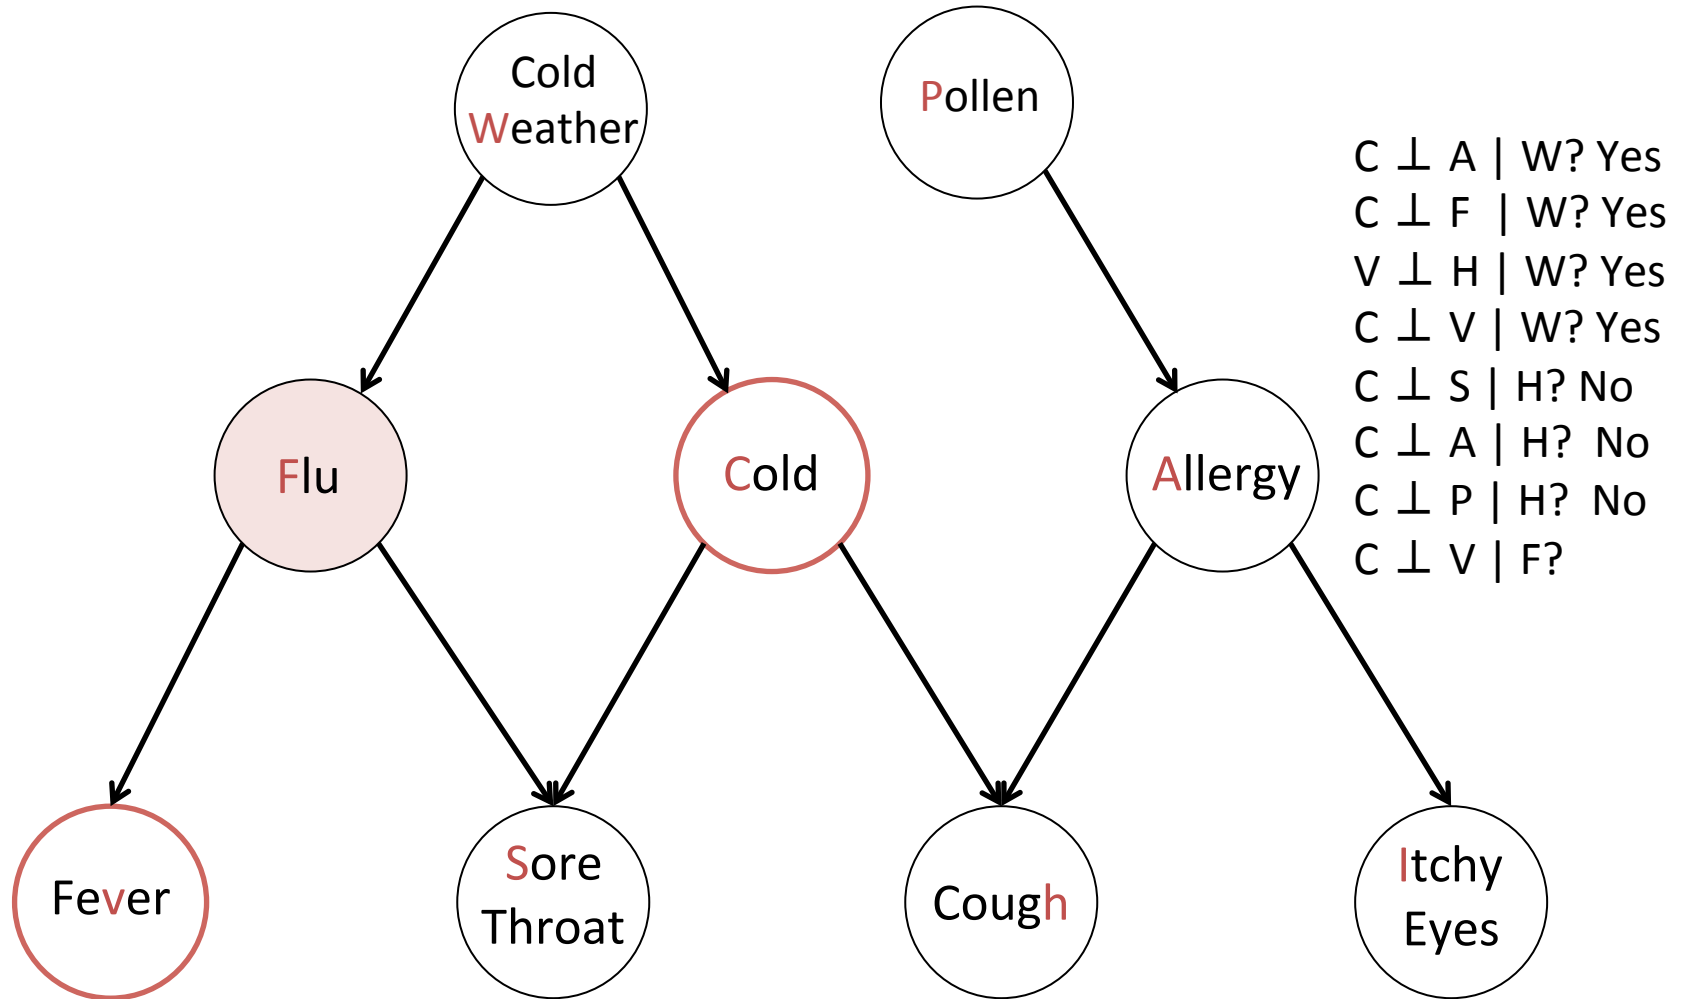 Cold
Weather
Pollen
C ⊥ A | W? Yes
C ⊥ F | W? Yes
V ⊥ H | W? Yes
C ⊥ V | W? Yes
C ⊥ S | H? No
C ⊥ A | H? No
C ⊥ P | H? No
C ⊥ V | F?
Flu
Cold
Allergy
Fever
Sore
Throat
Cough
Itchy
Eyes